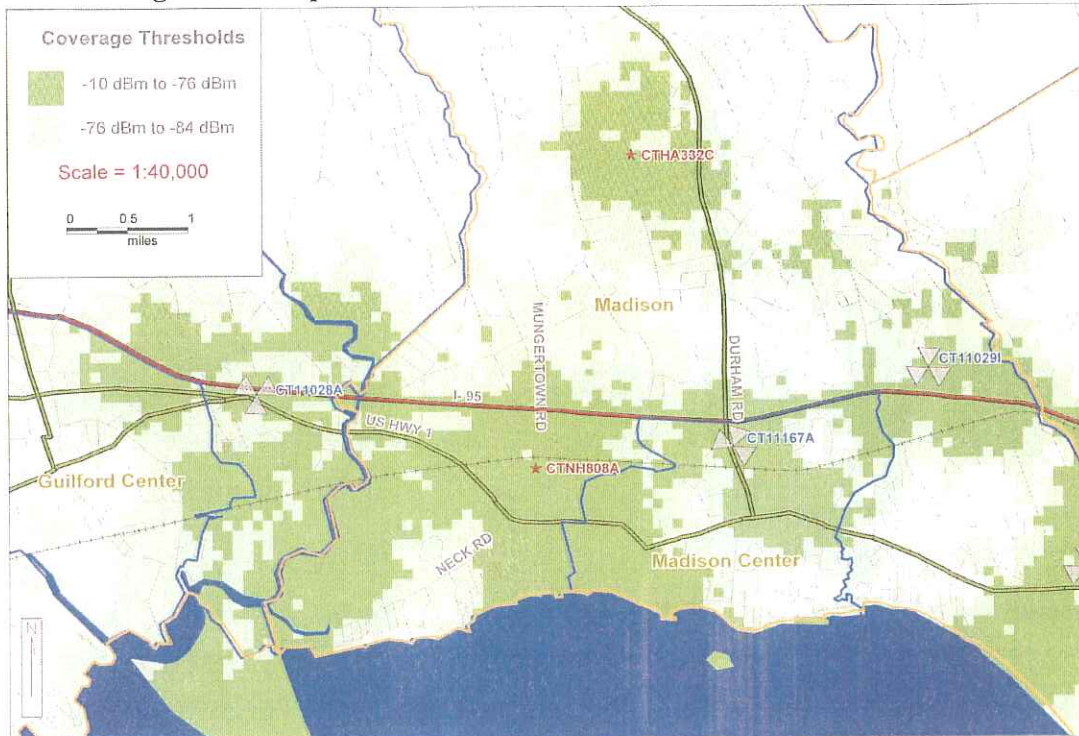 Coverage Thresholds
-10 dBm to -76 dBm
-76 dBm to -84 dBm
Scale = 1:40,000
0 0.5 1
miles
CTHA332C
Madison
MUNGERTOWN RD
DURHAM RD
CT11029I
CT11028A
I-95
US HWY 1
CT11167A
CTNH808A
Guilford Center
NECK RD
Madison Center
N